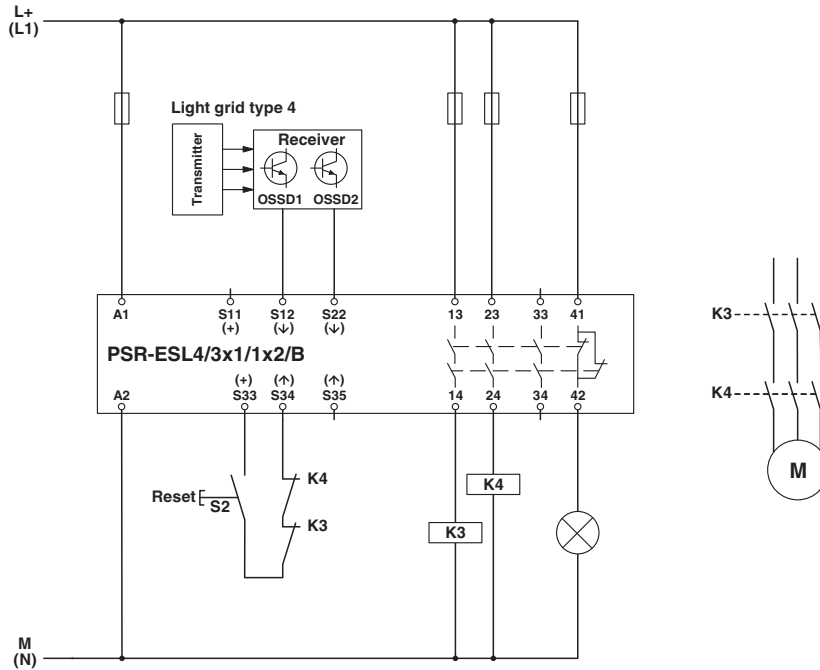 L+
(L1)
Light grid type 4
Transmitter
Receiver
OSSD1 OSSD2
A1 S11 S12 S22 13 23 33 41
(+) (↓) (↓)
PSR-ESL4/3x1/1x2/B
(+) (↑) (↑)
A2 S33 S34 S35 14 24 34 42
K4
Reset
S2
K3
K4
K3
K3
K4
M
M
(N)